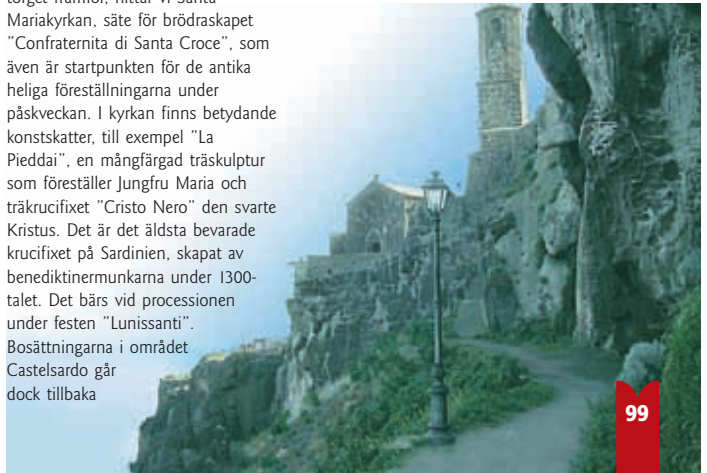 torget framför, hittar vi Santa
Mariakyrkan, säte för brödraskapet
"Confraternita di Santa Croce", som
även är startpunkten för de antika
heliga föreställningarna under
påskveckan. I kyrkan finns betydande
konstskatter, till exempel "La
Pieddai", en mångfärgad träskulptur
som föreställer Jungfru Maria och
träkrucifixet "Cristo Nero" den svarte
Kristus. Det är det äldsta bevarade
krucifixet på Sardinien, skapat av
benediktinermunkarna under 1300-
talet. Det bärs vid processionen
under festen "Lunissanti".
Bosättningarna i området
Castelsardo går
dock tillbaka
99